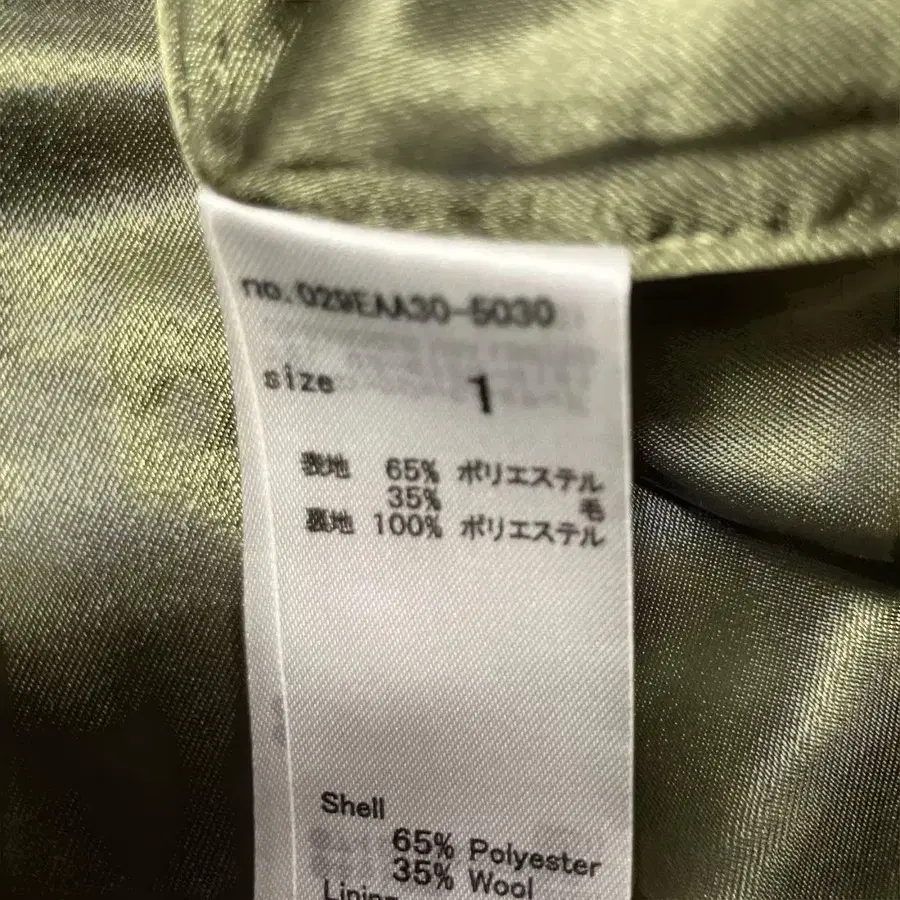 no.029EAA30-5030
size 1
表地 65% ポリエステル
35% 毛
裏地 100% ポリエステル
Shell
65% Polyester
35% Wool
Lining